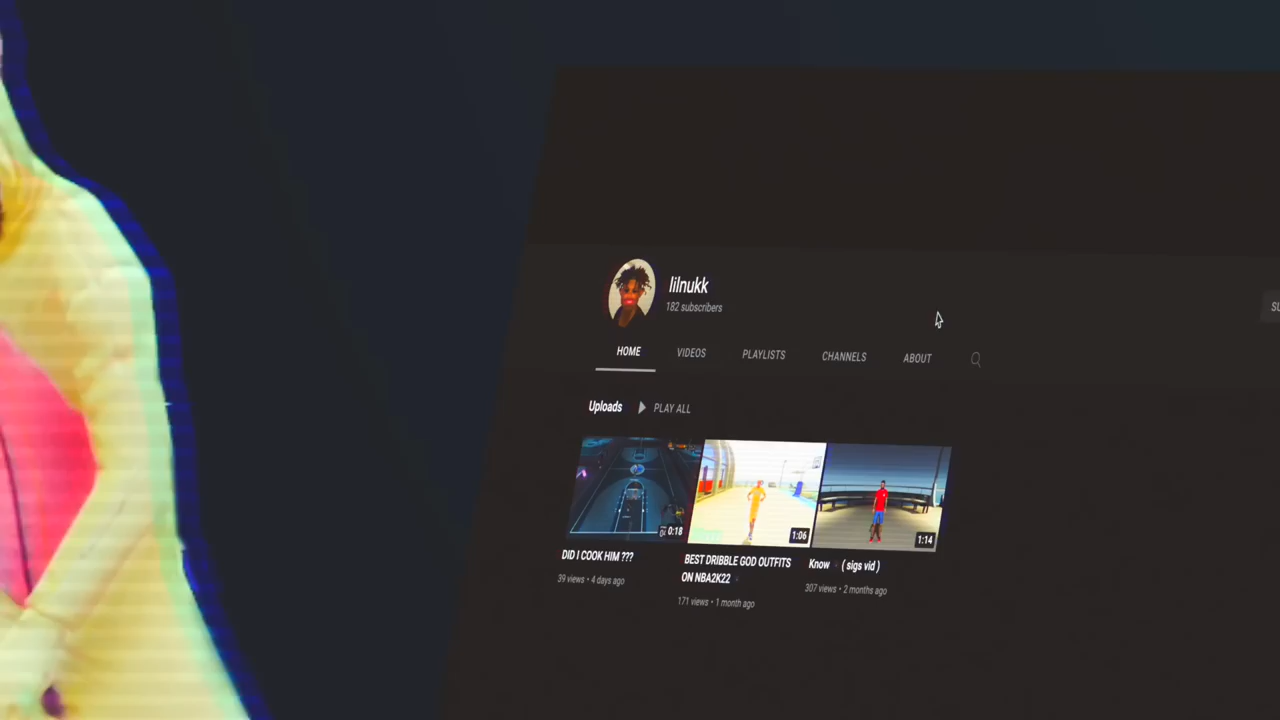 lilnukk
182 subscribers
SU
HOME VIDEOS PLAYLISTS CHANNELS ABOUT
Uploads PLAY ALL
0:18
1:06
1:14
DID I COOK HIM ???
39 views • 4 days ago
BEST DRIBBLE GOD OUTFITS
ON NBA2K22
171 views • 1 month ago
Know ( sigs vid )
307 views • 2 months ago